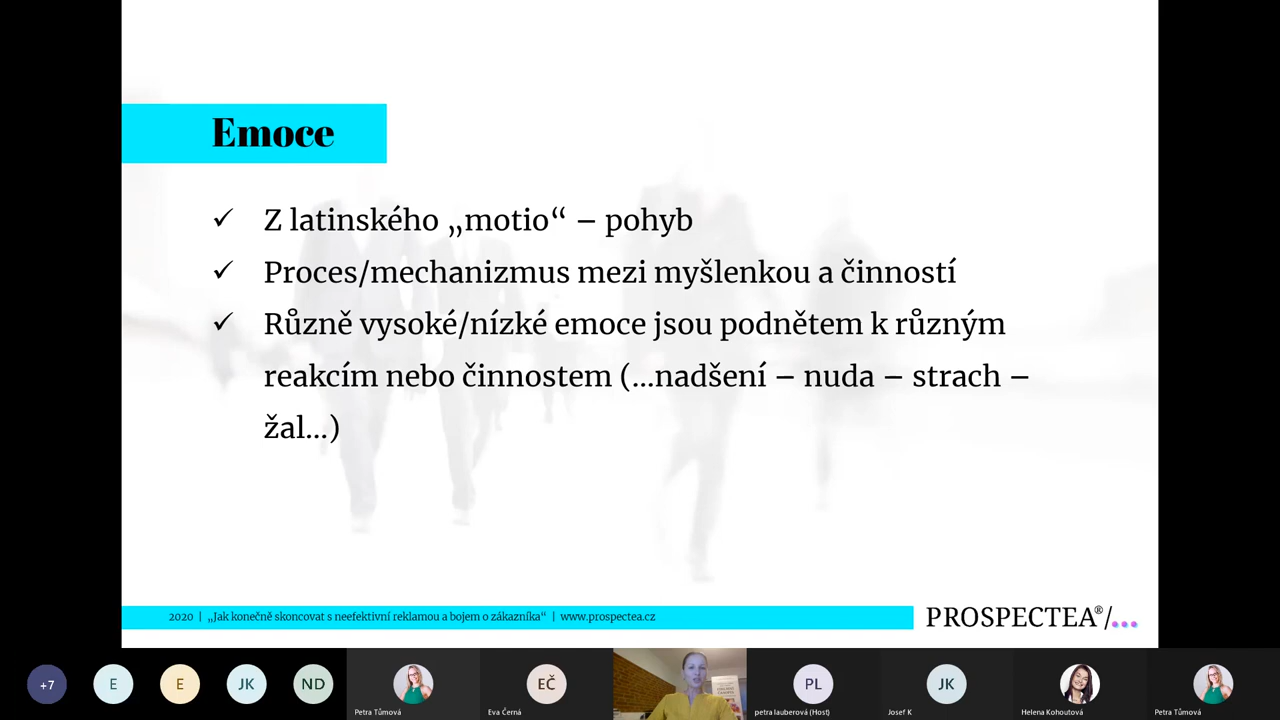 Emoce
✓ Z latinského „motio“ – pohyb
✓ Proces/mechanizmus mezi myšlenkou a činností
✓ Různě vysoké/nízké emoce jsou podnětem k různým
reakcím nebo činnostem (...nadšení – nuda – strach –
žal...)
2020 | „Jak konečně skoncovat s neefektivní reklamou a bojem o zákazníka“ | www.prospectea.cz
PROSPECTEA®/...
+7
E
E
JK
ND
EČ
PL
JK
Petra Tůmová
Eva Černá
petra lauberová (Host)
Josef K
Helena Kohoutová
Petra Tůmová